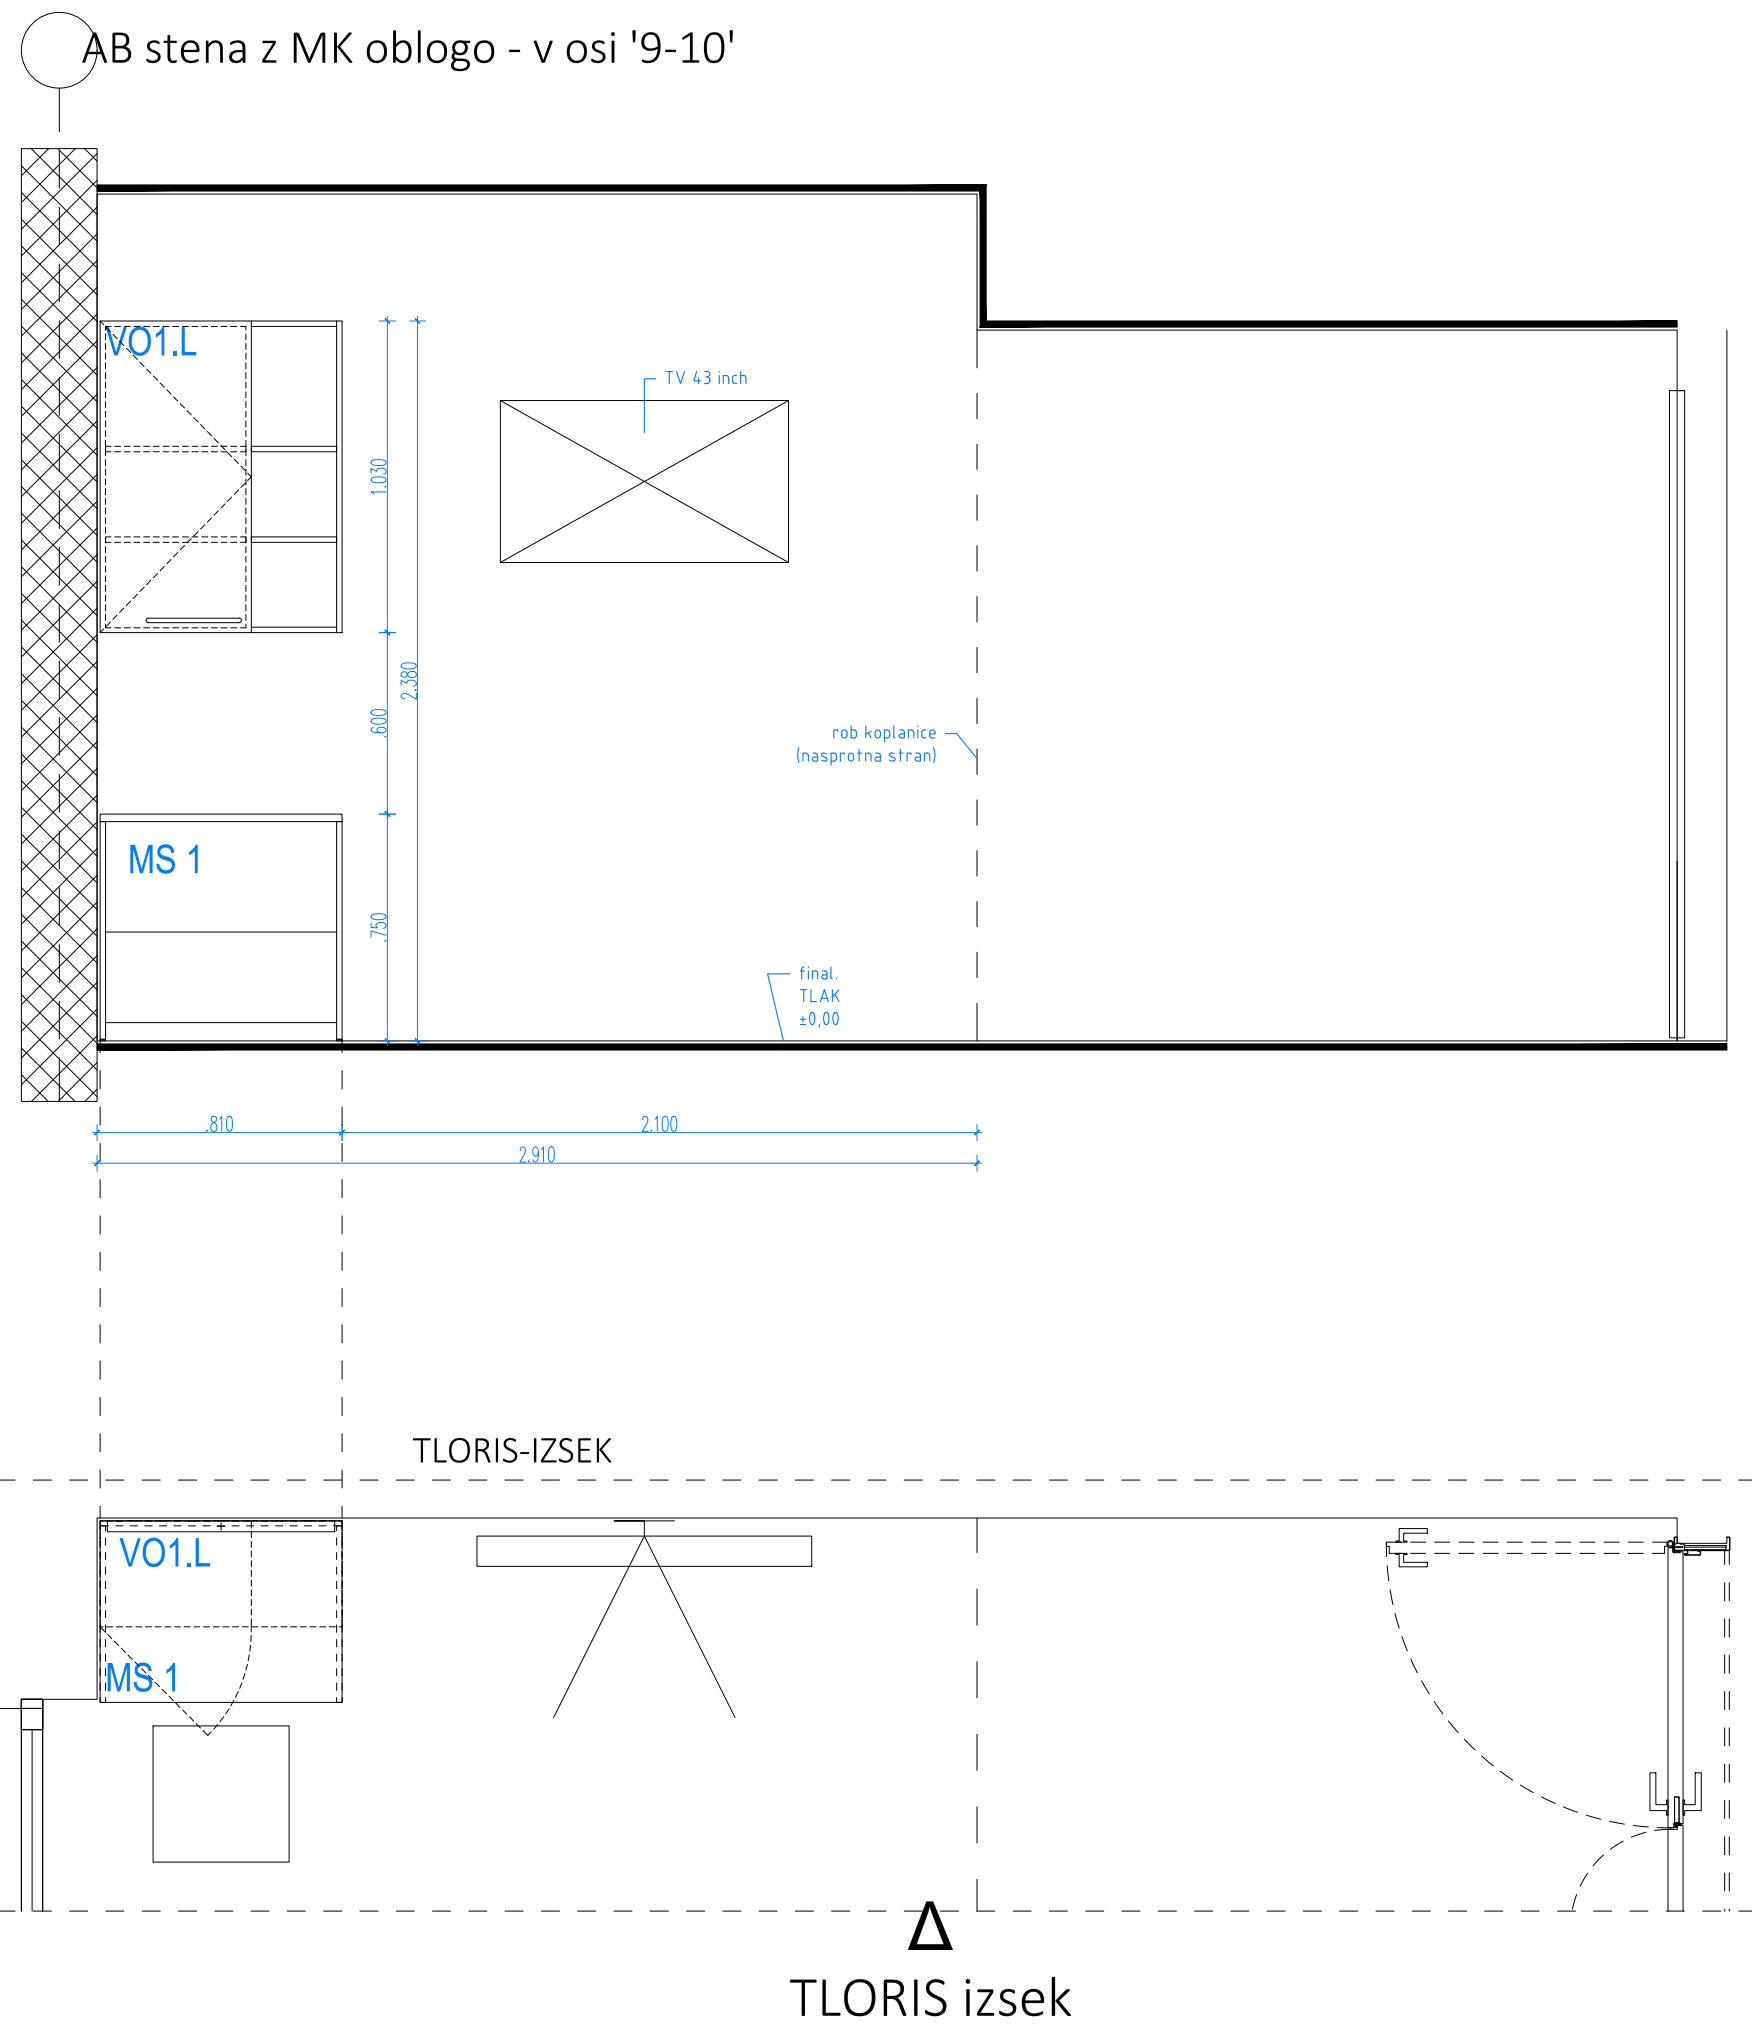 AB stena z MK oblogo - v osi '9-10'
VO1.L
TV 43 inch
1.030
2.380
.600
rob koplanice
(nasprotna stran)
MS 1
.750
final.
TLAK
±0,00
.810
2.100
2.910
TLORIS-IZSEK
VO1.L
MS 1
TLORIS izsek